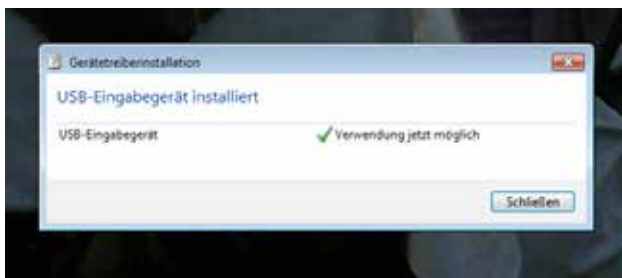 Gerätetreiberinstallation
USB-Eingabegerät installiert
USB-Eingabegerät
Verwendung jetzt möglich
Schließen